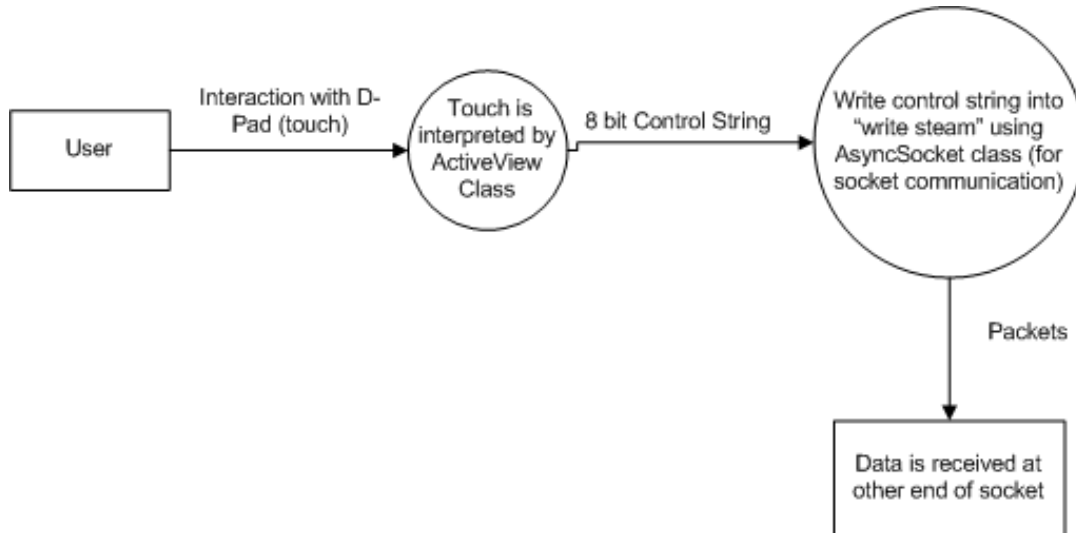 User
Interaction with D-
Pad (touch)
Touch is
interpreted by
ActiveView
Class
8 bit Control String
Write control string into
“write steam” using
AsyncSocket class (for
socket communication)
Packets
Data is received at
other end of socket